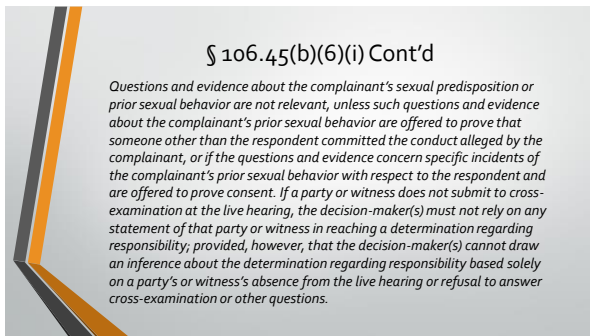 § 106.45(b)(6)(i) Cont’d
Questions and evidence about the complainant’s sexual predisposition or
prior sexual behavior are not relevant, unless such questions and evidence
about the complainant’s prior sexual behavior are offered to prove that
someone other than the respondent committed the conduct alleged by the
complainant, or if the questions and evidence concern specific incidents of
the complainant’s prior sexual behavior with respect to the respondent and
are offered to prove consent. If a party or witness does not submit to cross-
examination at the live hearing, the decision-maker(s) must not rely on any
statement of that party or witness in reaching a determination regarding
responsibility; provided, however, that the decision-maker(s) cannot draw
an inference about the determination regarding responsibility based solely
on a party’s or witness’s absence from the live hearing or refusal to answer
cross-examination or other questions.